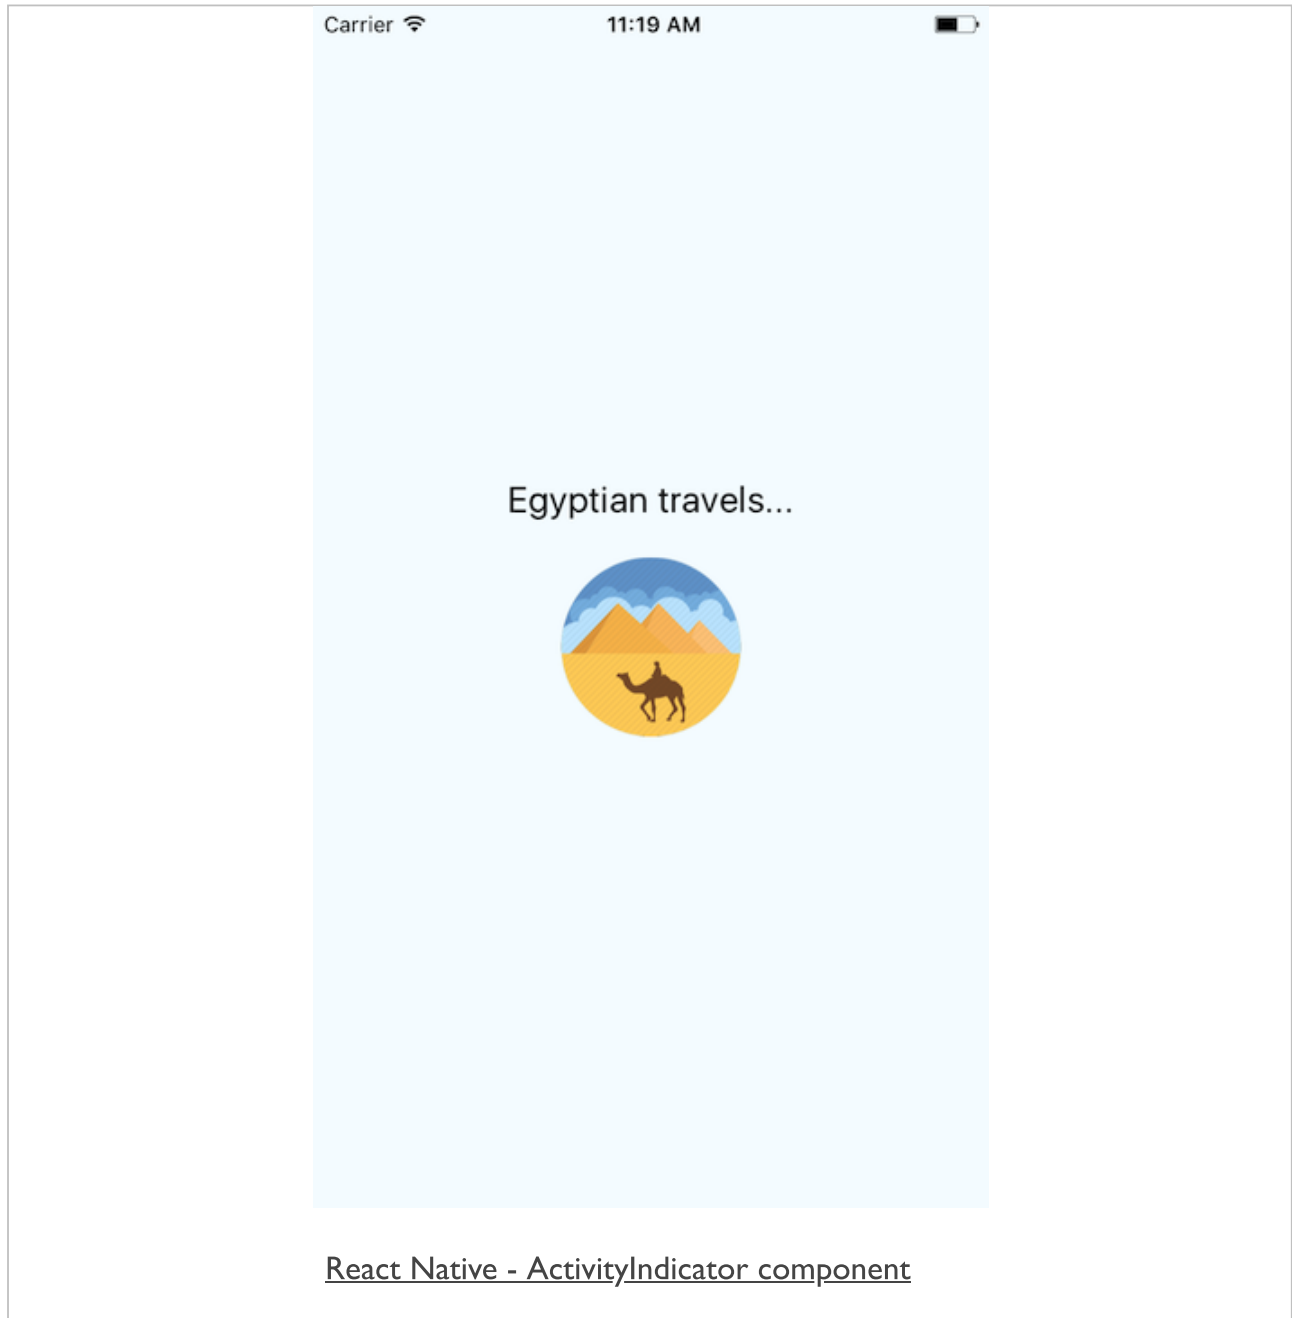 Carrier 11:19 AM
Egyptian travels...
React Native - ActivityIndicator component